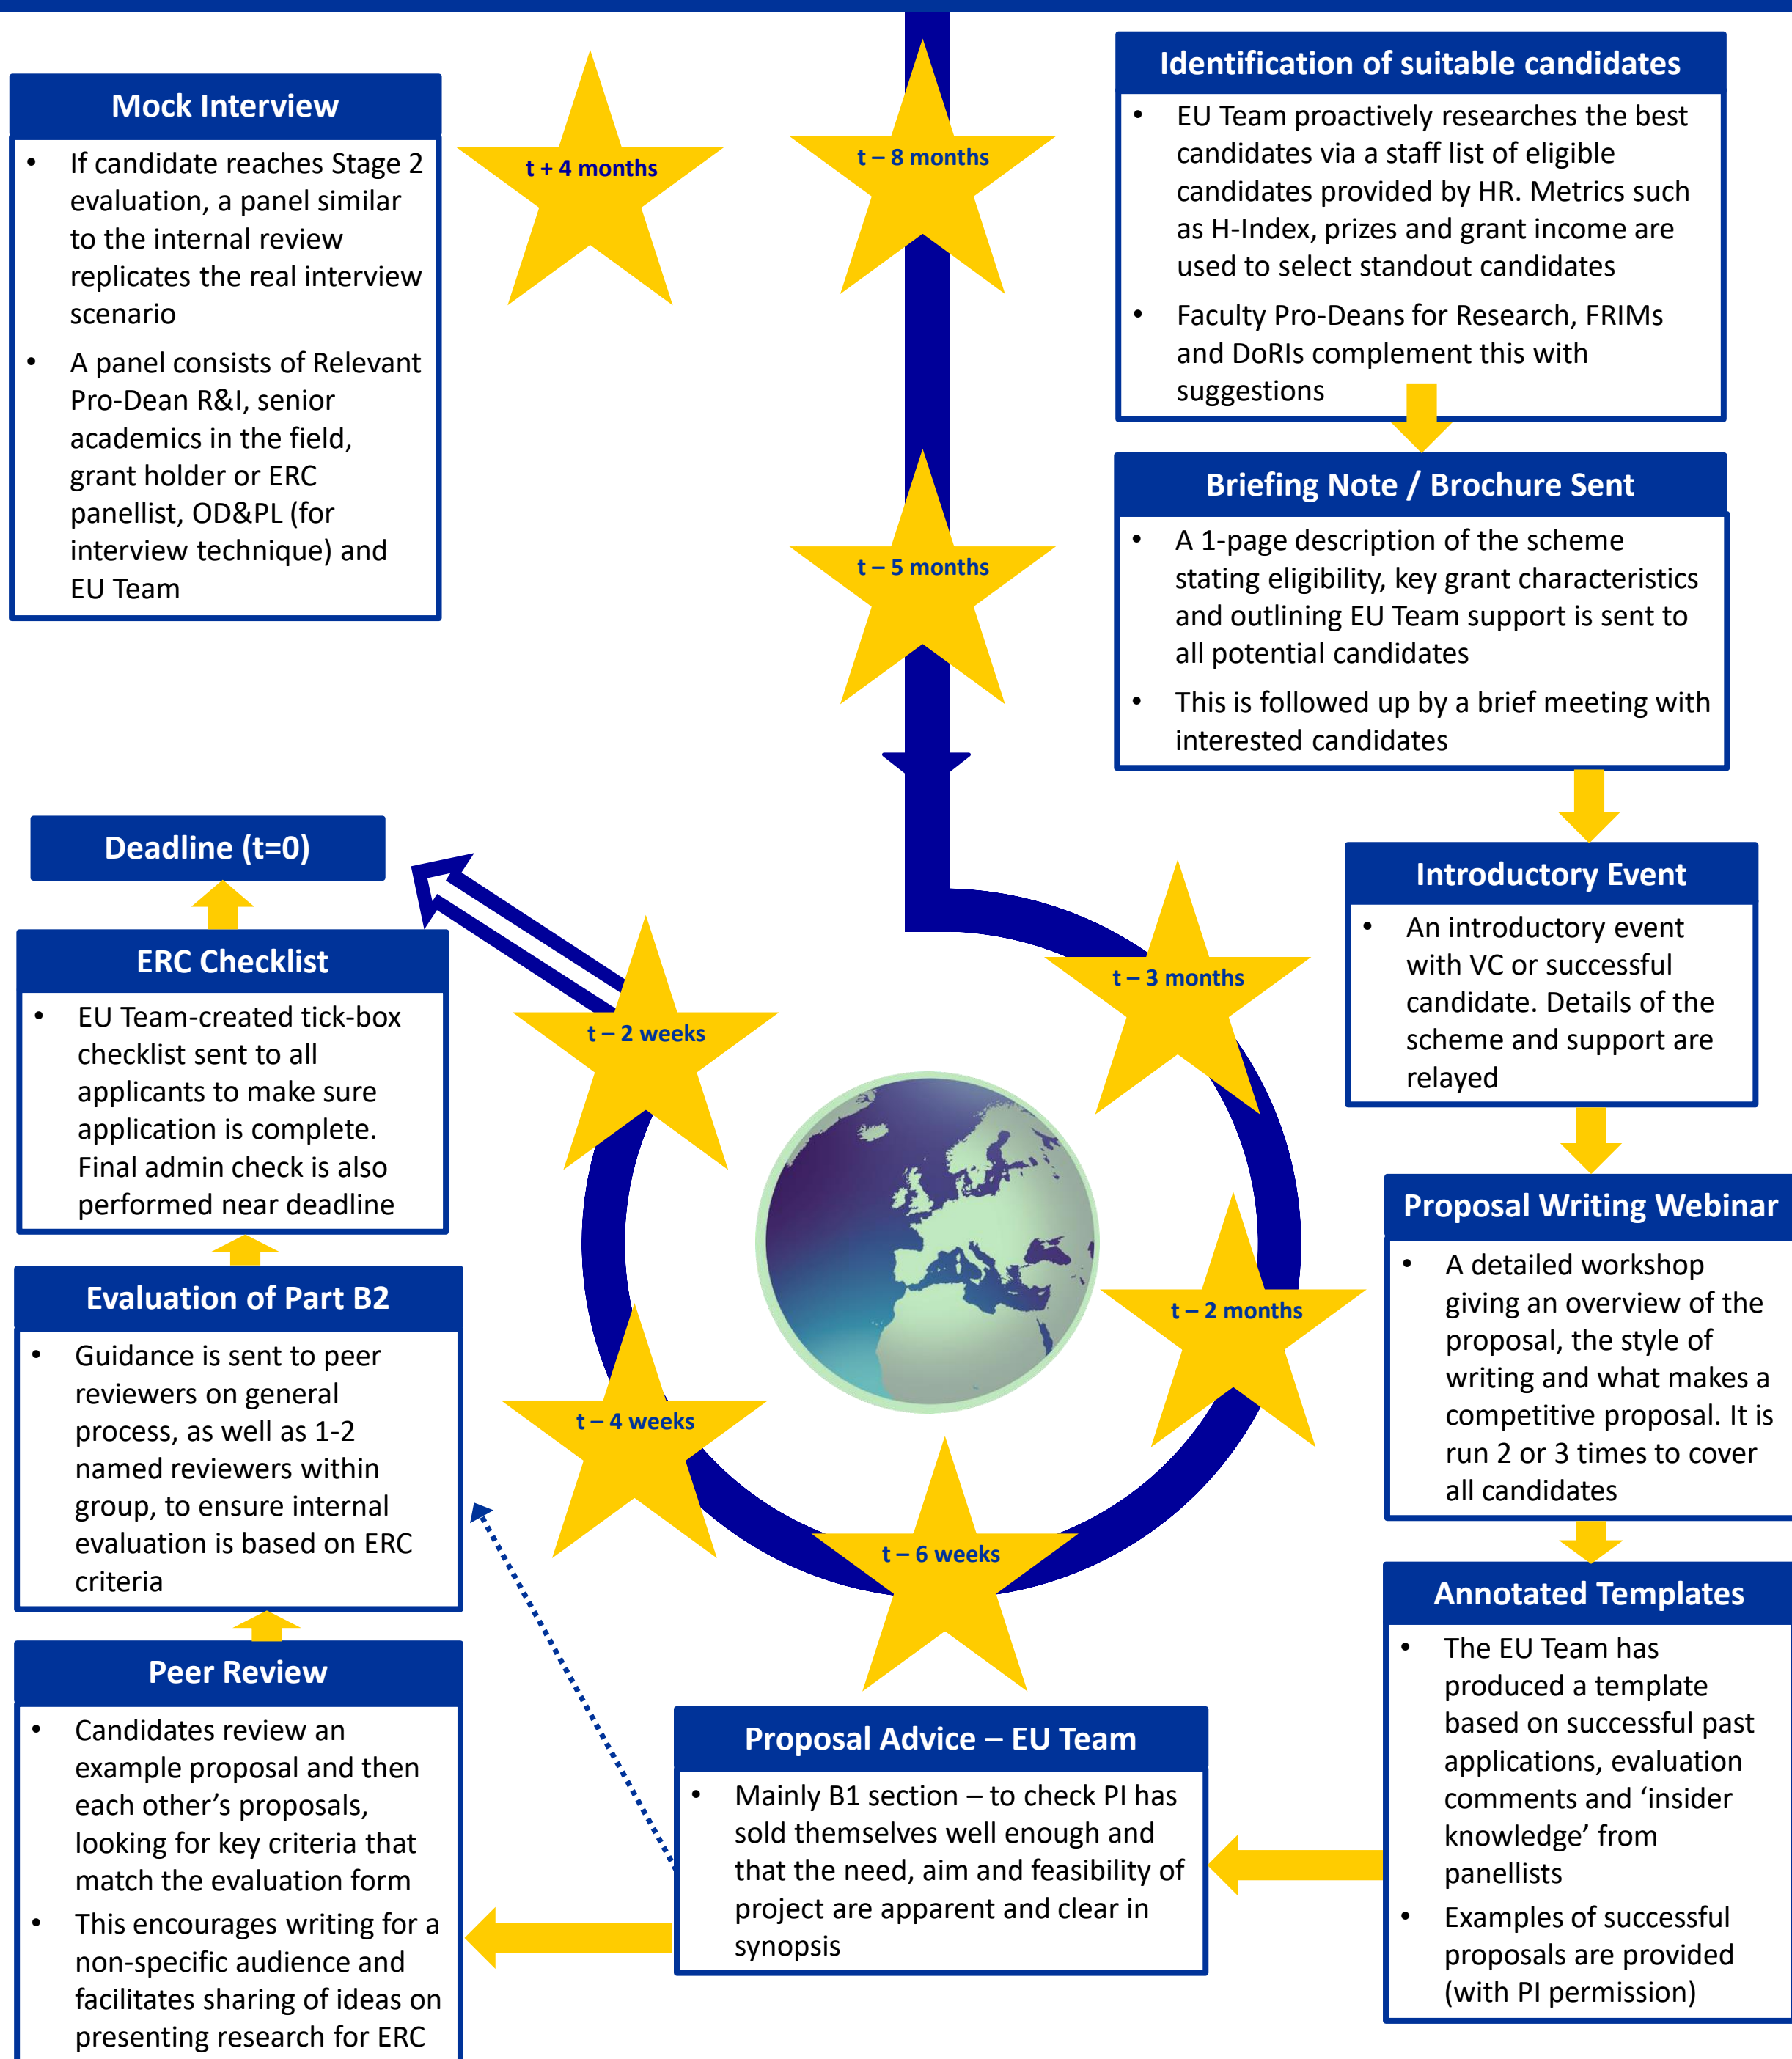 Mock Interview
• If candidate reaches Stage 2
evaluation, a panel similar
to the internal review
replicates the real interview
scenario
• A panel consists of Relevant
Pro-Dean R&I, senior
academics in the field,
grant holder or ERC
panellist, OD&PL (for
interview technique) and
EU Team
t + 4 months
t – 8 months
Identification of suitable candidates
• EU Team proactively researches the best
candidates via a staff list of eligible
candidates provided by HR. Metrics such
as H-Index, prizes and grant income are
used to select standout candidates
• Faculty Pro-Deans for Research, FRIMs
and DoRIs complement this with
suggestions
t – 5 months
Briefing Note / Brochure Sent
• A 1-page description of the scheme
stating eligibility, key grant characteristics
and outlining EU Team support is sent to
all potential candidates
• This is followed up by a brief meeting with
interested candidates
Introductory Event
• An introductory event
with VC or successful
candidate. Details of the
scheme and support are
relayed
t – 3 months
Proposal Writing Webinar
• A detailed workshop
giving an overview of the
proposal, the style of
writing and what makes a
competitive proposal. It is
run 2 or 3 times to cover
all candidates
t – 2 months
Annotated Templates
• The EU Team has
produced a template
based on successful past
applications, evaluation
comments and ‘insider
knowledge’ from
panellists
• Examples of successful
proposals are provided
(with PI permission)
t – 6 weeks
Proposal Advice – EU Team
• Mainly B1 section – to check PI has
sold themselves well enough and
that the need, aim and feasibility of
project are apparent and clear in
synopsis
t – 4 weeks
Peer Review
• Candidates review an
example proposal and then
each other’s proposals,
looking for key criteria that
match the evaluation form
• This encourages writing for a
non-specific audience and
facilitates sharing of ideas on
presenting research for ERC
Evaluation of Part B2
• Guidance is sent to peer
reviewers on general
process, as well as 1-2
named reviewers within
group, to ensure internal
evaluation is based on ERC
criteria
t – 2 weeks
ERC Checklist
• EU Team-created tick-box
checklist sent to all
applicants to make sure
application is complete.
Final admin check is also
performed near deadline
Deadline (t=0)